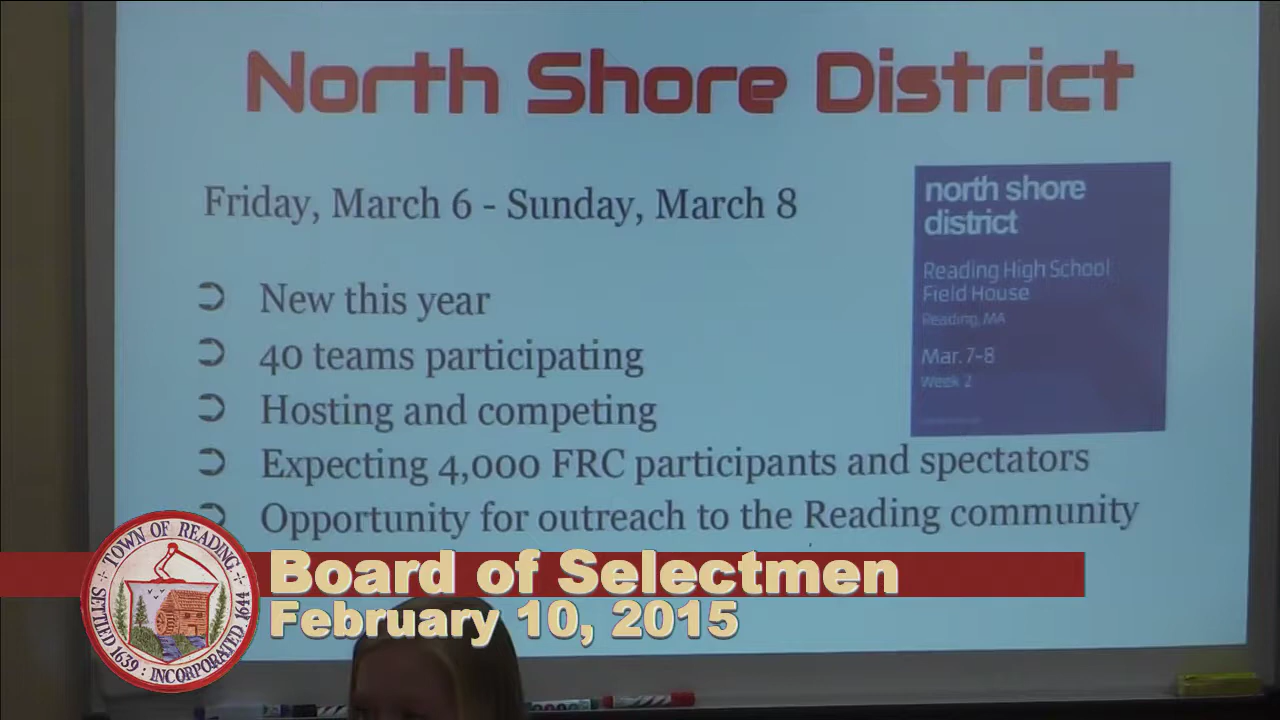 North Shore District
Friday, March 6 - Sunday, March 8
north shore
district
Reading High School
Field House
Reading, MA
Mar. 7-8
Week 2
New this year
40 teams participating
Hosting and competing
Expecting 4,000 FRC participants and spectators
Opportunity for outreach to the Reading community
Board of Selectmen
February 10, 2015
TOWN OF READING
SETTLED 1639 : INCORPORATED 1644